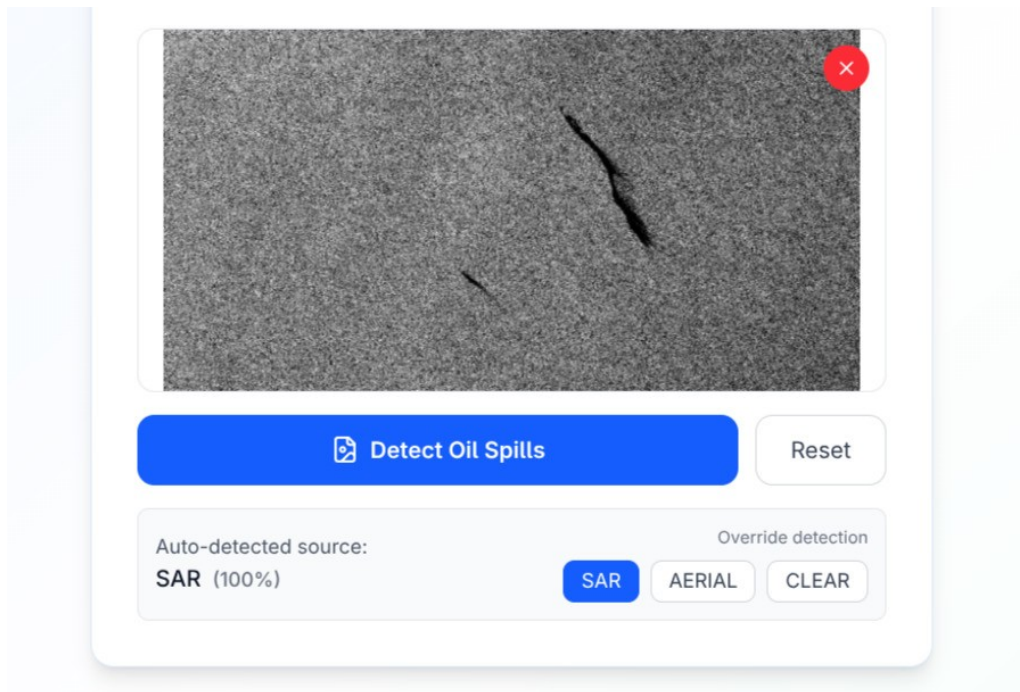 Detect Oil Spills
Reset
Auto-detected source:
SAR (100%)
Override detection
SAR
AERIAL
CLEAR